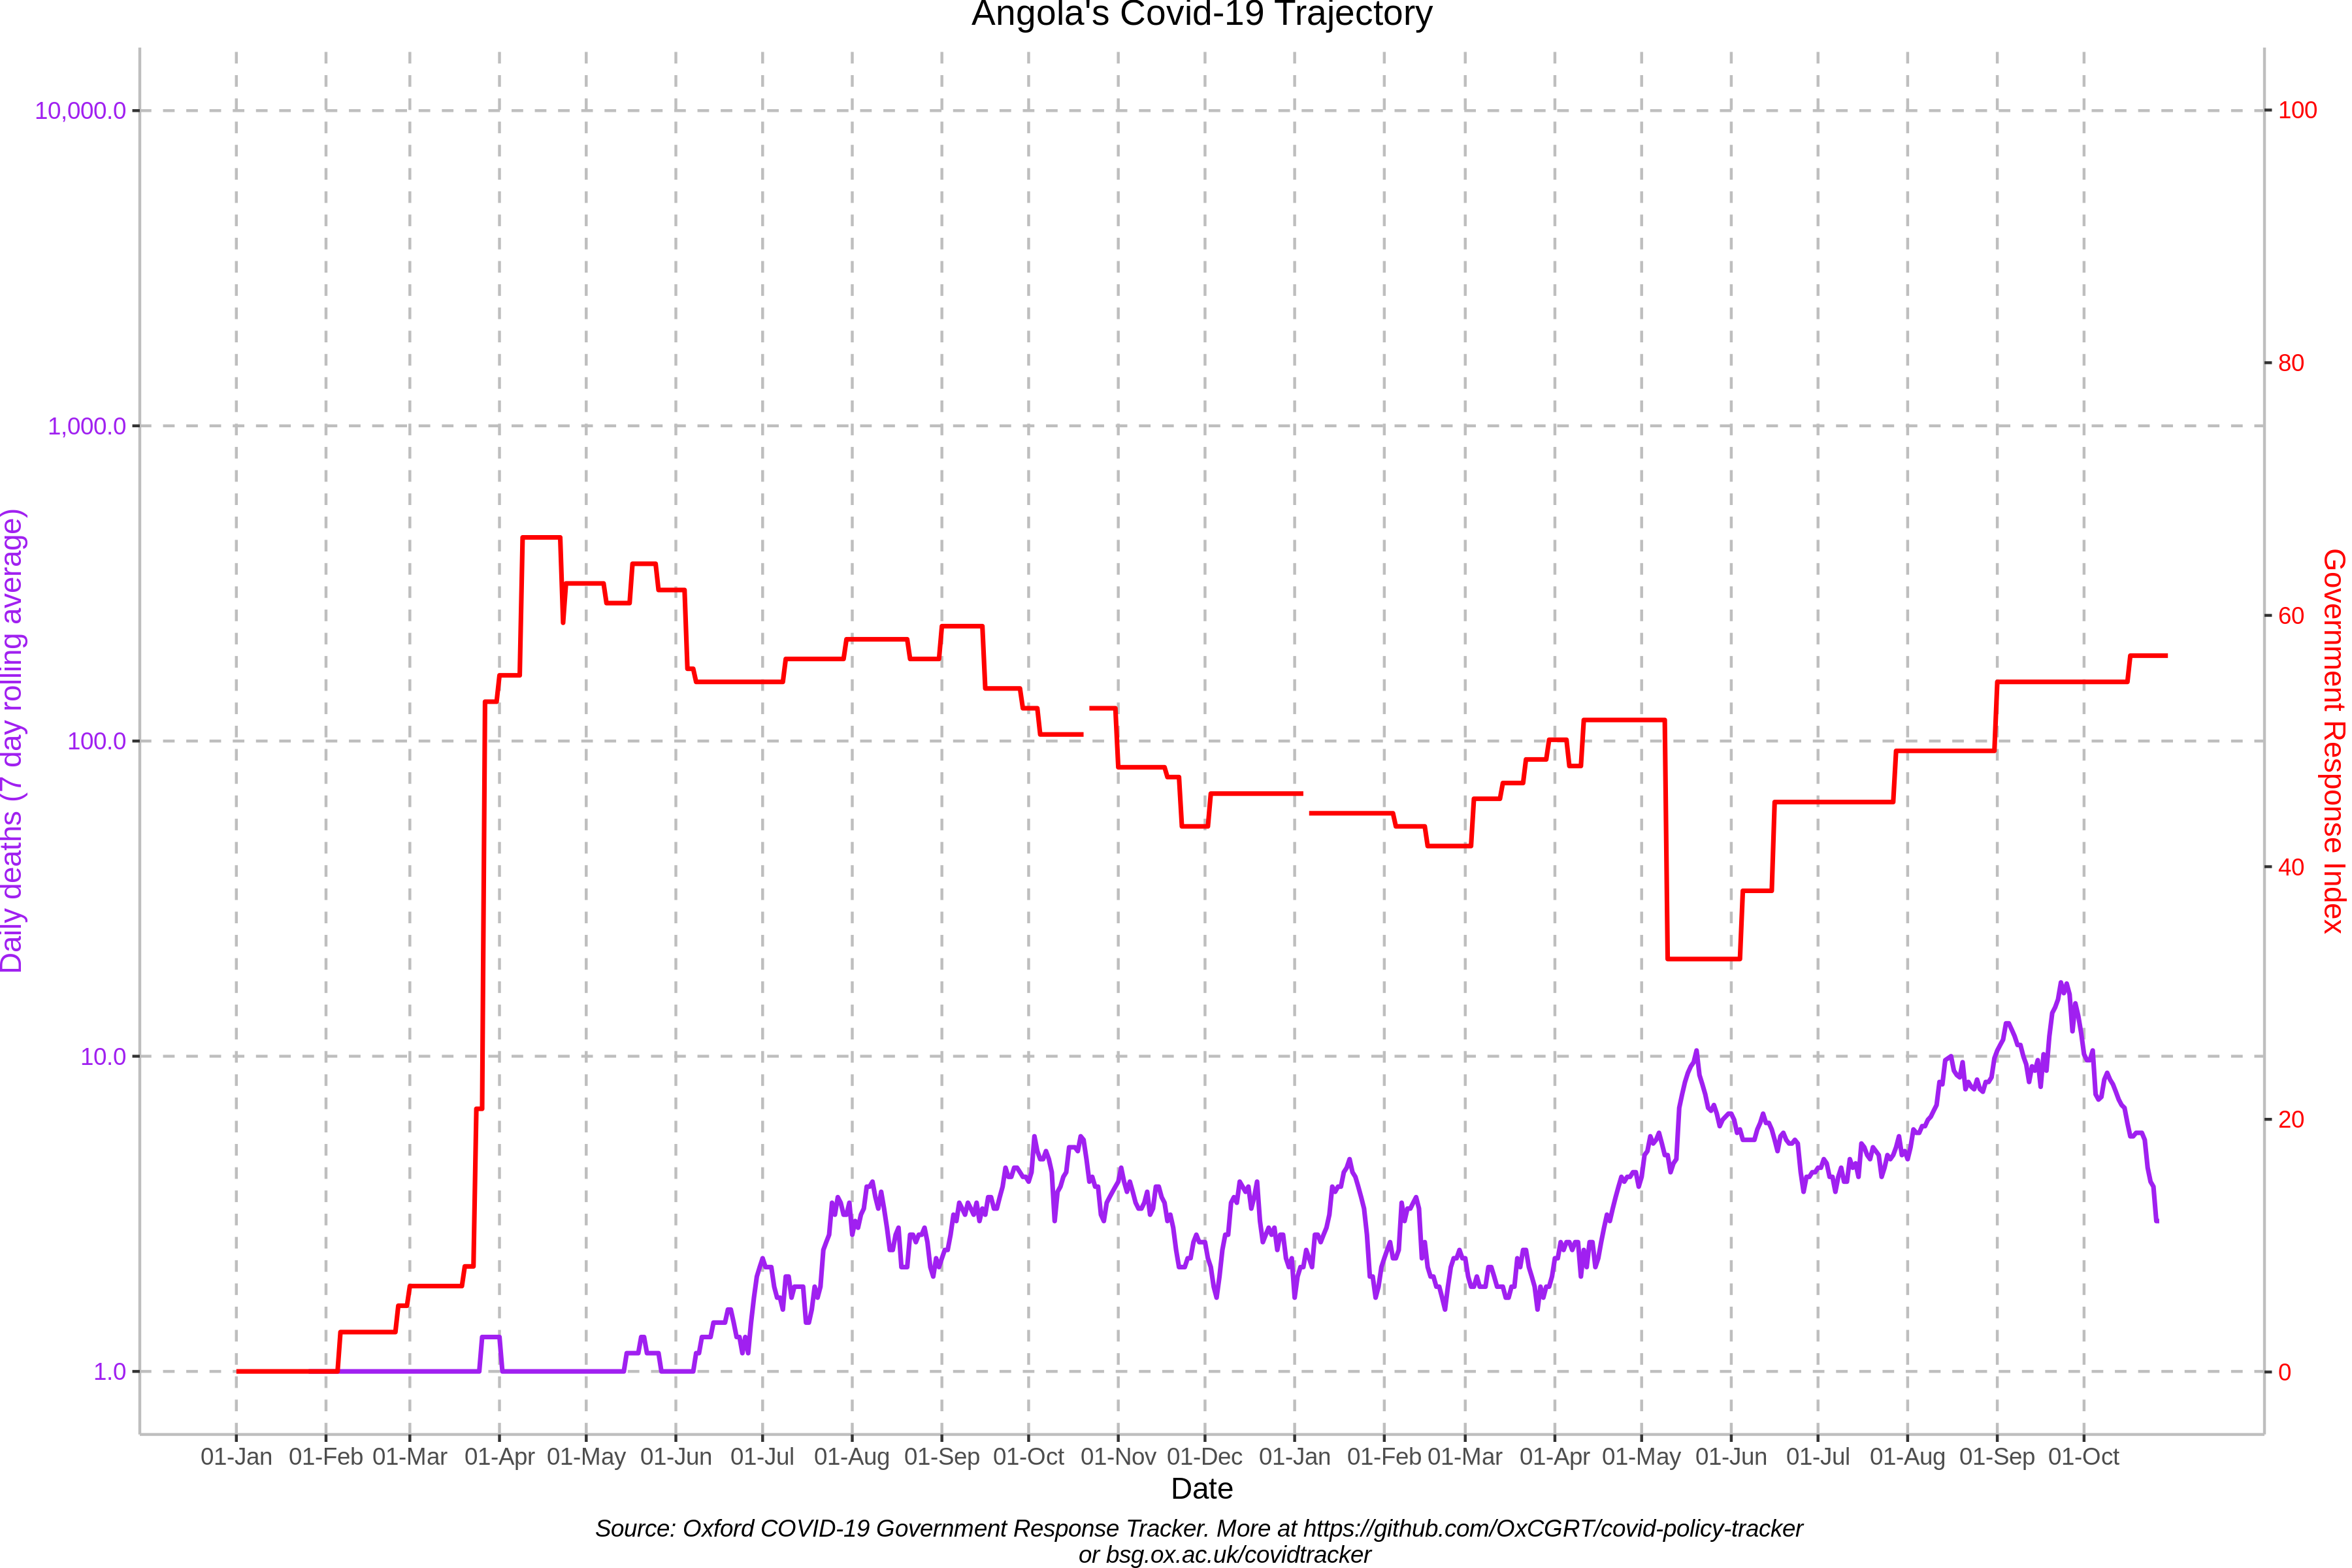 Angola's Covid-19 Trajectory
10,000.0
1,000.0
100.0
10.0
1.0
Daily deaths (7 day rolling average)
100
80
60
40
20
0
Government Response Index
01-Jan 01-Feb 01-Mar 01-Apr 01-May 01-Jun 01-Jul 01-Aug 01-Sep 01-Oct 01-Nov 01-Dec 01-Jan 01-Feb 01-Mar 01-Apr 01-May 01-Jun 01-Jul 01-Aug 01-Sep 01-Oct
Date
Source: Oxford COVID-19 Government Response Tracker. More at https://github.com/OxCGRT/covid-policy-tracker
or bsg.ox.ac.uk/covidtracker